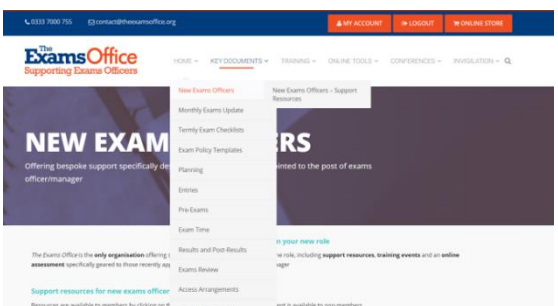 0333 7000 755 contact@theexamsoffice.org MY ACCOUNT LOGOUT ONLINE STORE
The
ExamsOffice
Supporting Exams Officers
HOME KEY DOCUMENTS TRAINING ONLINE TOOLS CONFERENCES INVIGILATION
New Exams Officers
New Exams Officers – Support
Resources
Monthly Exams Update
Termly Exam Checklists
Exam Policy Templates
Planning
Entries
Pre-Exams
Exam Time
Results and Post-Results
Exams Review
Access Arrangements
NEW EXAM ERS
Offering bespoke support specifically de inted to the post of exams
officer/manager
n your new role
The Exams Office is the only organisation offering he role, including support resources, training events and an online
assessment specifically geared to those recently ap ager
Support resources for new exams officer